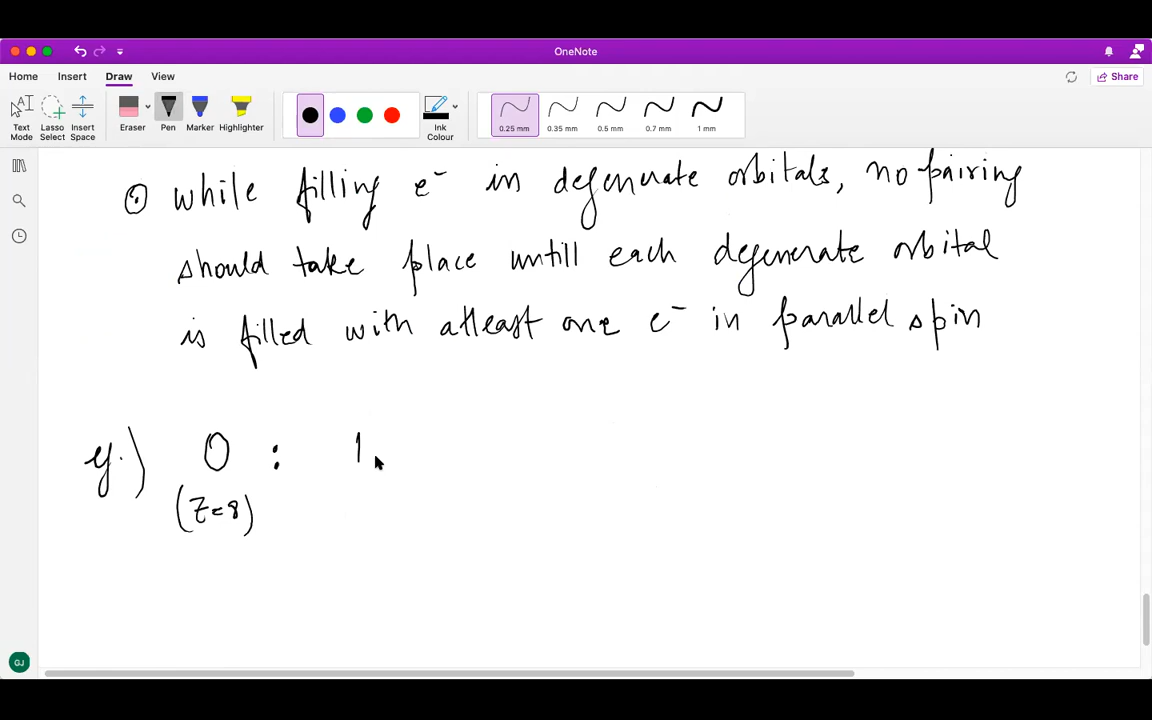 OneNote
Home Insert Draw View
Share
Text Mode
Lasso Select
Insert Space
Eraser
Pen
Marker
Highlighter
Ink Colour
0.25 mm
0.35 mm
0.5 mm
0.7 mm
1 mm
⊙ while filling e⁻ in degenerate orbitals, no pairing
should take place untill each degenerate orbital
is filled with atleast one e⁻ in parallel spin
eg.) O : 1
(Z=8)
GJ